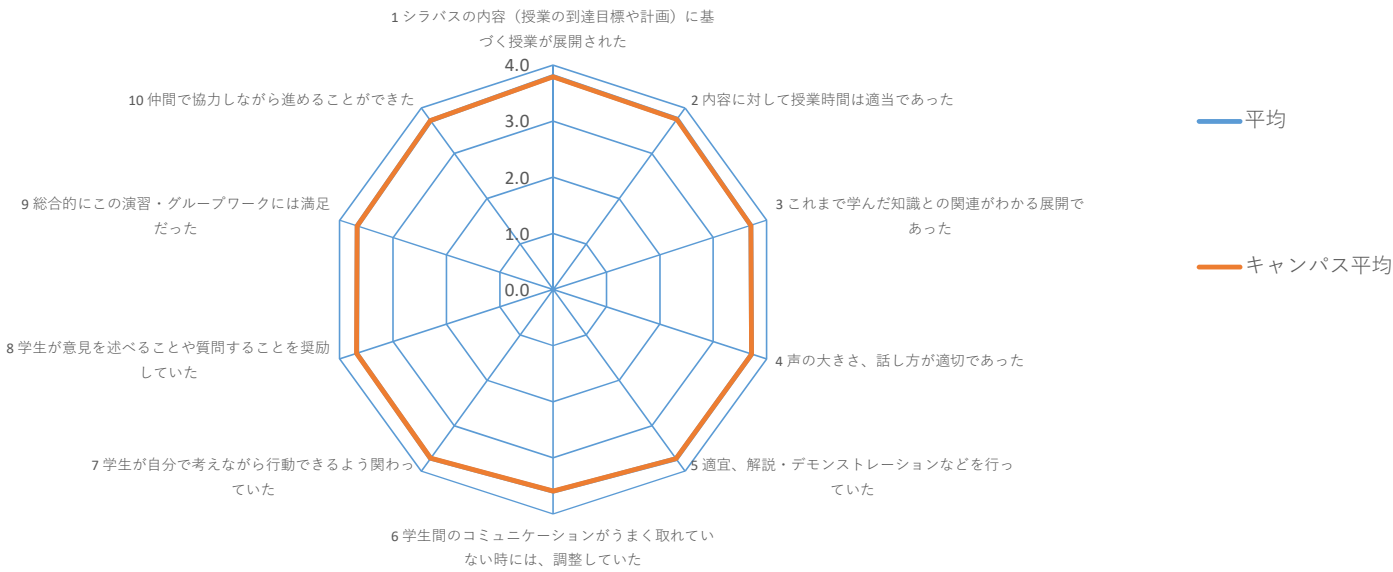 1 シラバスの内容（授業の到達目標や計画）に基
づく授業が展開された
4.0
3.0
2.0
1.0
0.0
2 内容に対して授業時間は適当であった
3 これまで学んだ知識との関連がわかる展開で
あった
4 声の大きさ、話し方が適切であった
5 適宜、解説・デモンストレーションなどを行っ
ていた
6 学生間のコミュニケーションがうまく取れてい
ない時には、調整していた
7 学生が自分で考えながら行動できるよう関わっ
ていた
8 学生が意見を述べることや質問することを奨励
していた
9 総合的にこの演習・グループワークには満足
だった
10 仲間で協力しながら進めることができた
平均
キャンパス平均